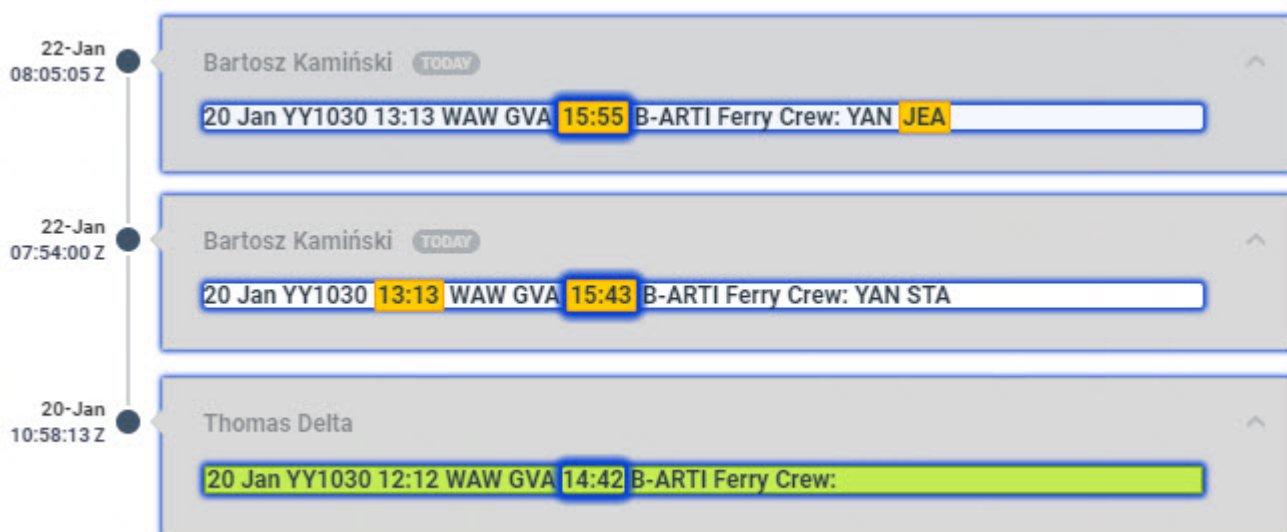 22-Jan
08:05:05 Z
Bartosz Kamiński TODAY
20 Jan YY1030 13:13 WAW GVA 15:55 B-ARTI Ferry Crew: YAN JEA
22-Jan
07:54:00 Z
Bartosz Kamiński TODAY
20 Jan YY1030 13:13 WAW GVA 15:43 B-ARTI Ferry Crew: YAN STA
20-Jan
10:58:13 Z
Thomas Delta
20 Jan YY1030 12:12 WAW GVA 14:42 B-ARTI Ferry Crew: